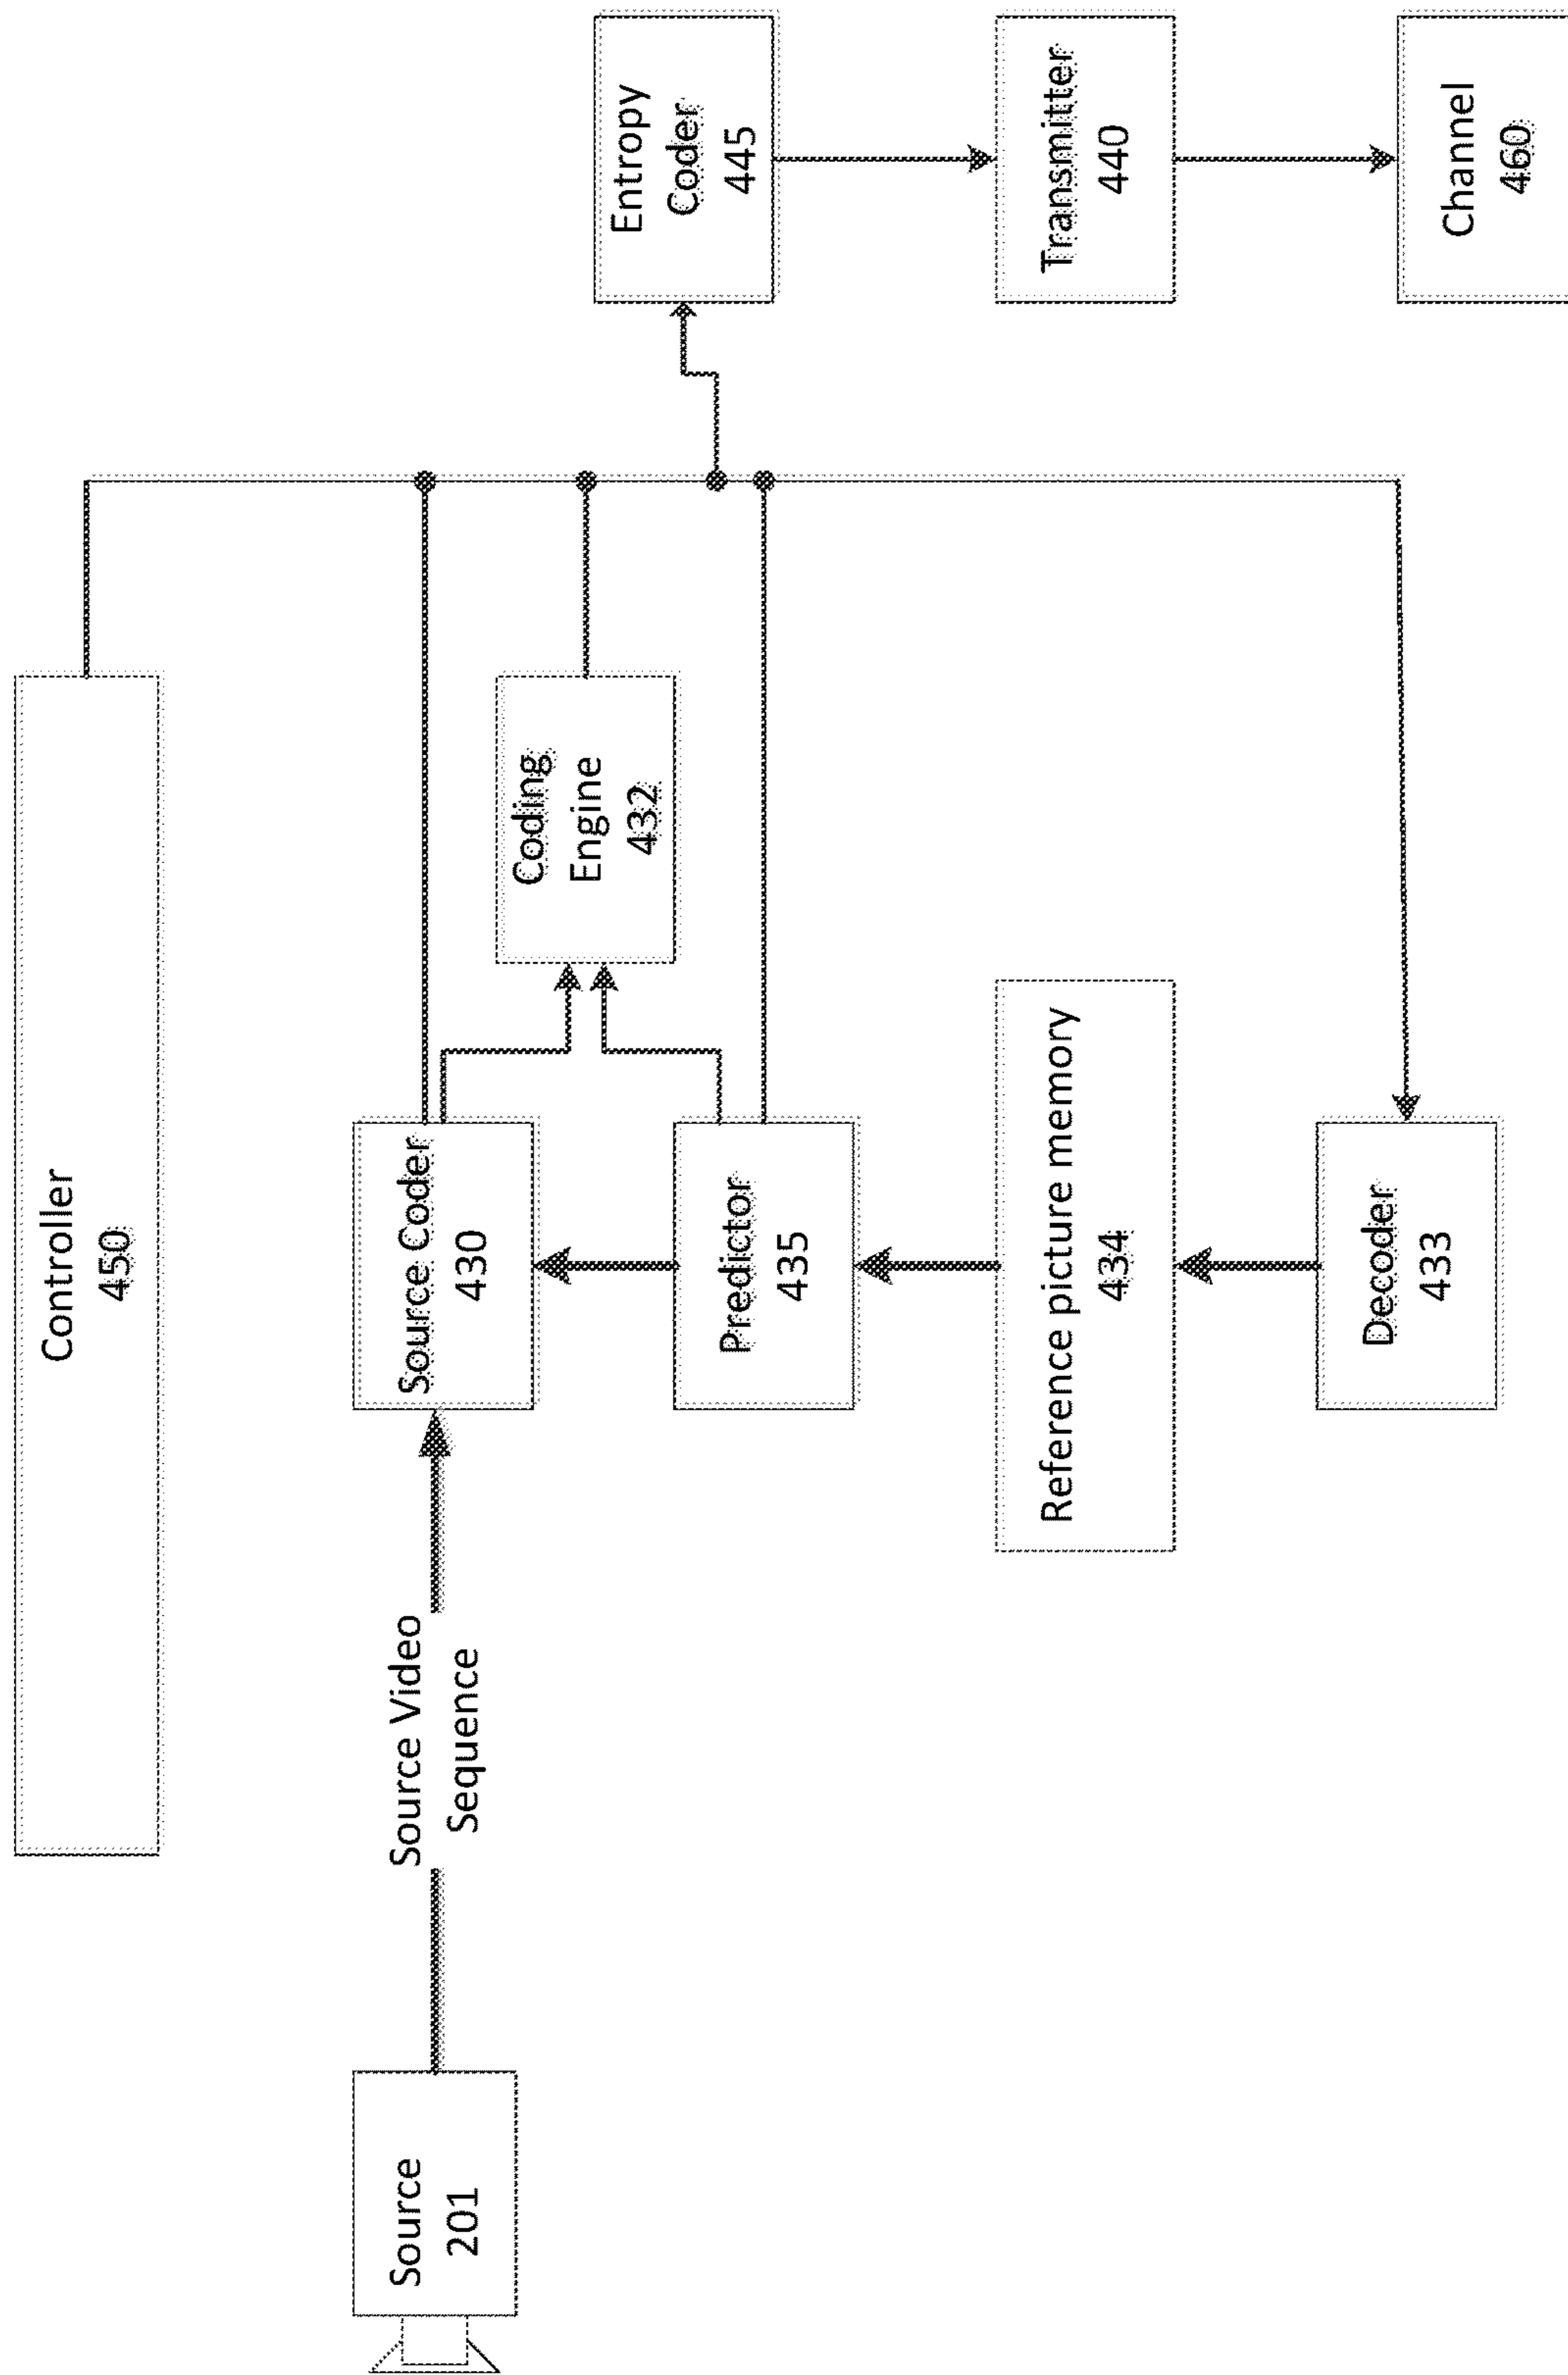 Controller
450
Source
201
Source Video
Sequence
Source Coder
430
Coding
Engine
432
Predictor
435
Reference picture memory
434
Decoder
433
Entropy
Coder
445
Transmitter
440
Channel
460